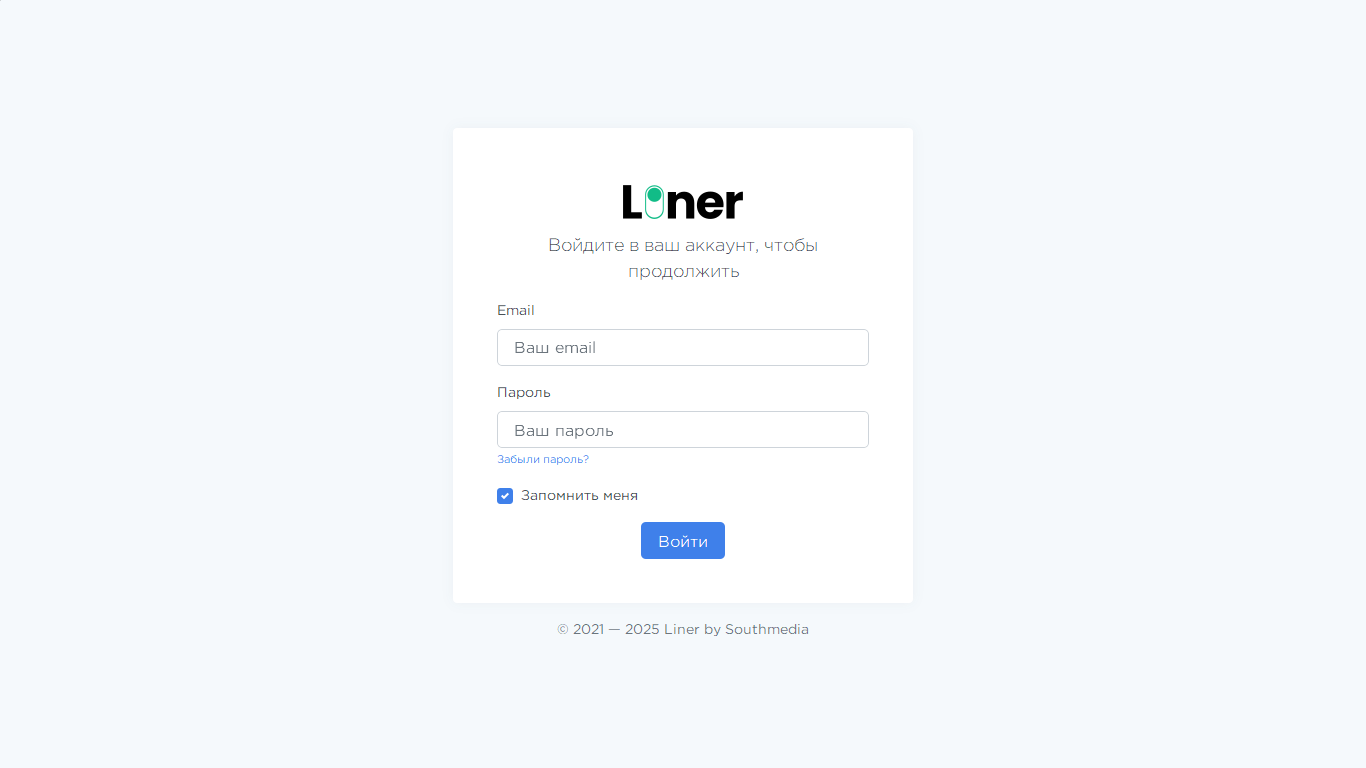 Liner
Войдите в ваш аккаунт, чтобы
продолжить
Email
Ваш email
Пароль
Ваш пароль
Забыли пароль?
Запомнить меня
Войти
© 2021 — 2025 Liner by Southmedia